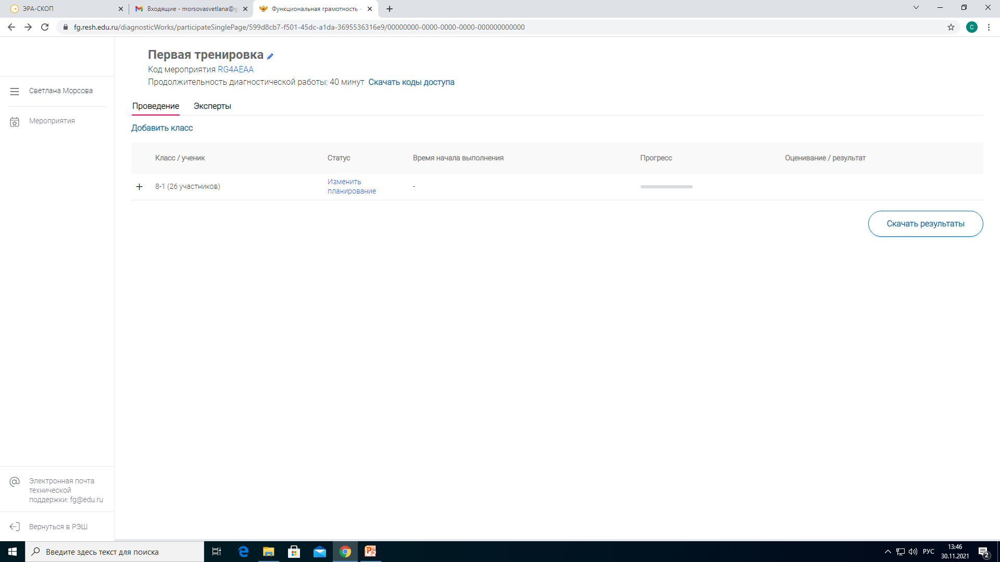 ЭРА-СКОП
Входящие - morsovasvetlana@g
Функциональная грамотность -
fg.resh.edu.ru/diagnosticWorks/participateSinglePage/599d8cb7-f501-45dc-a1da-3695536316e9/00000000-0000-0000-0000-000000000000
С
Первая тренировка
Код мероприятия RG4AEAA
Продолжительность диагностической работы: 40 минут Скачать коды доступа
Светлана Морсова
Мероприятия
Проведение Эксперты
Добавить класс
Класс / ученик Статус Время начала выполнения Прогресс Оценивание / результат
8-1 (26 участников) Изменить планирование -
Скачать результаты
Электронная почта
технической
поддержки: fg@edu.ru
Вернуться в РЭШ
Введите здесь текст для поиска
РУС
13:46
30.11.2021
2